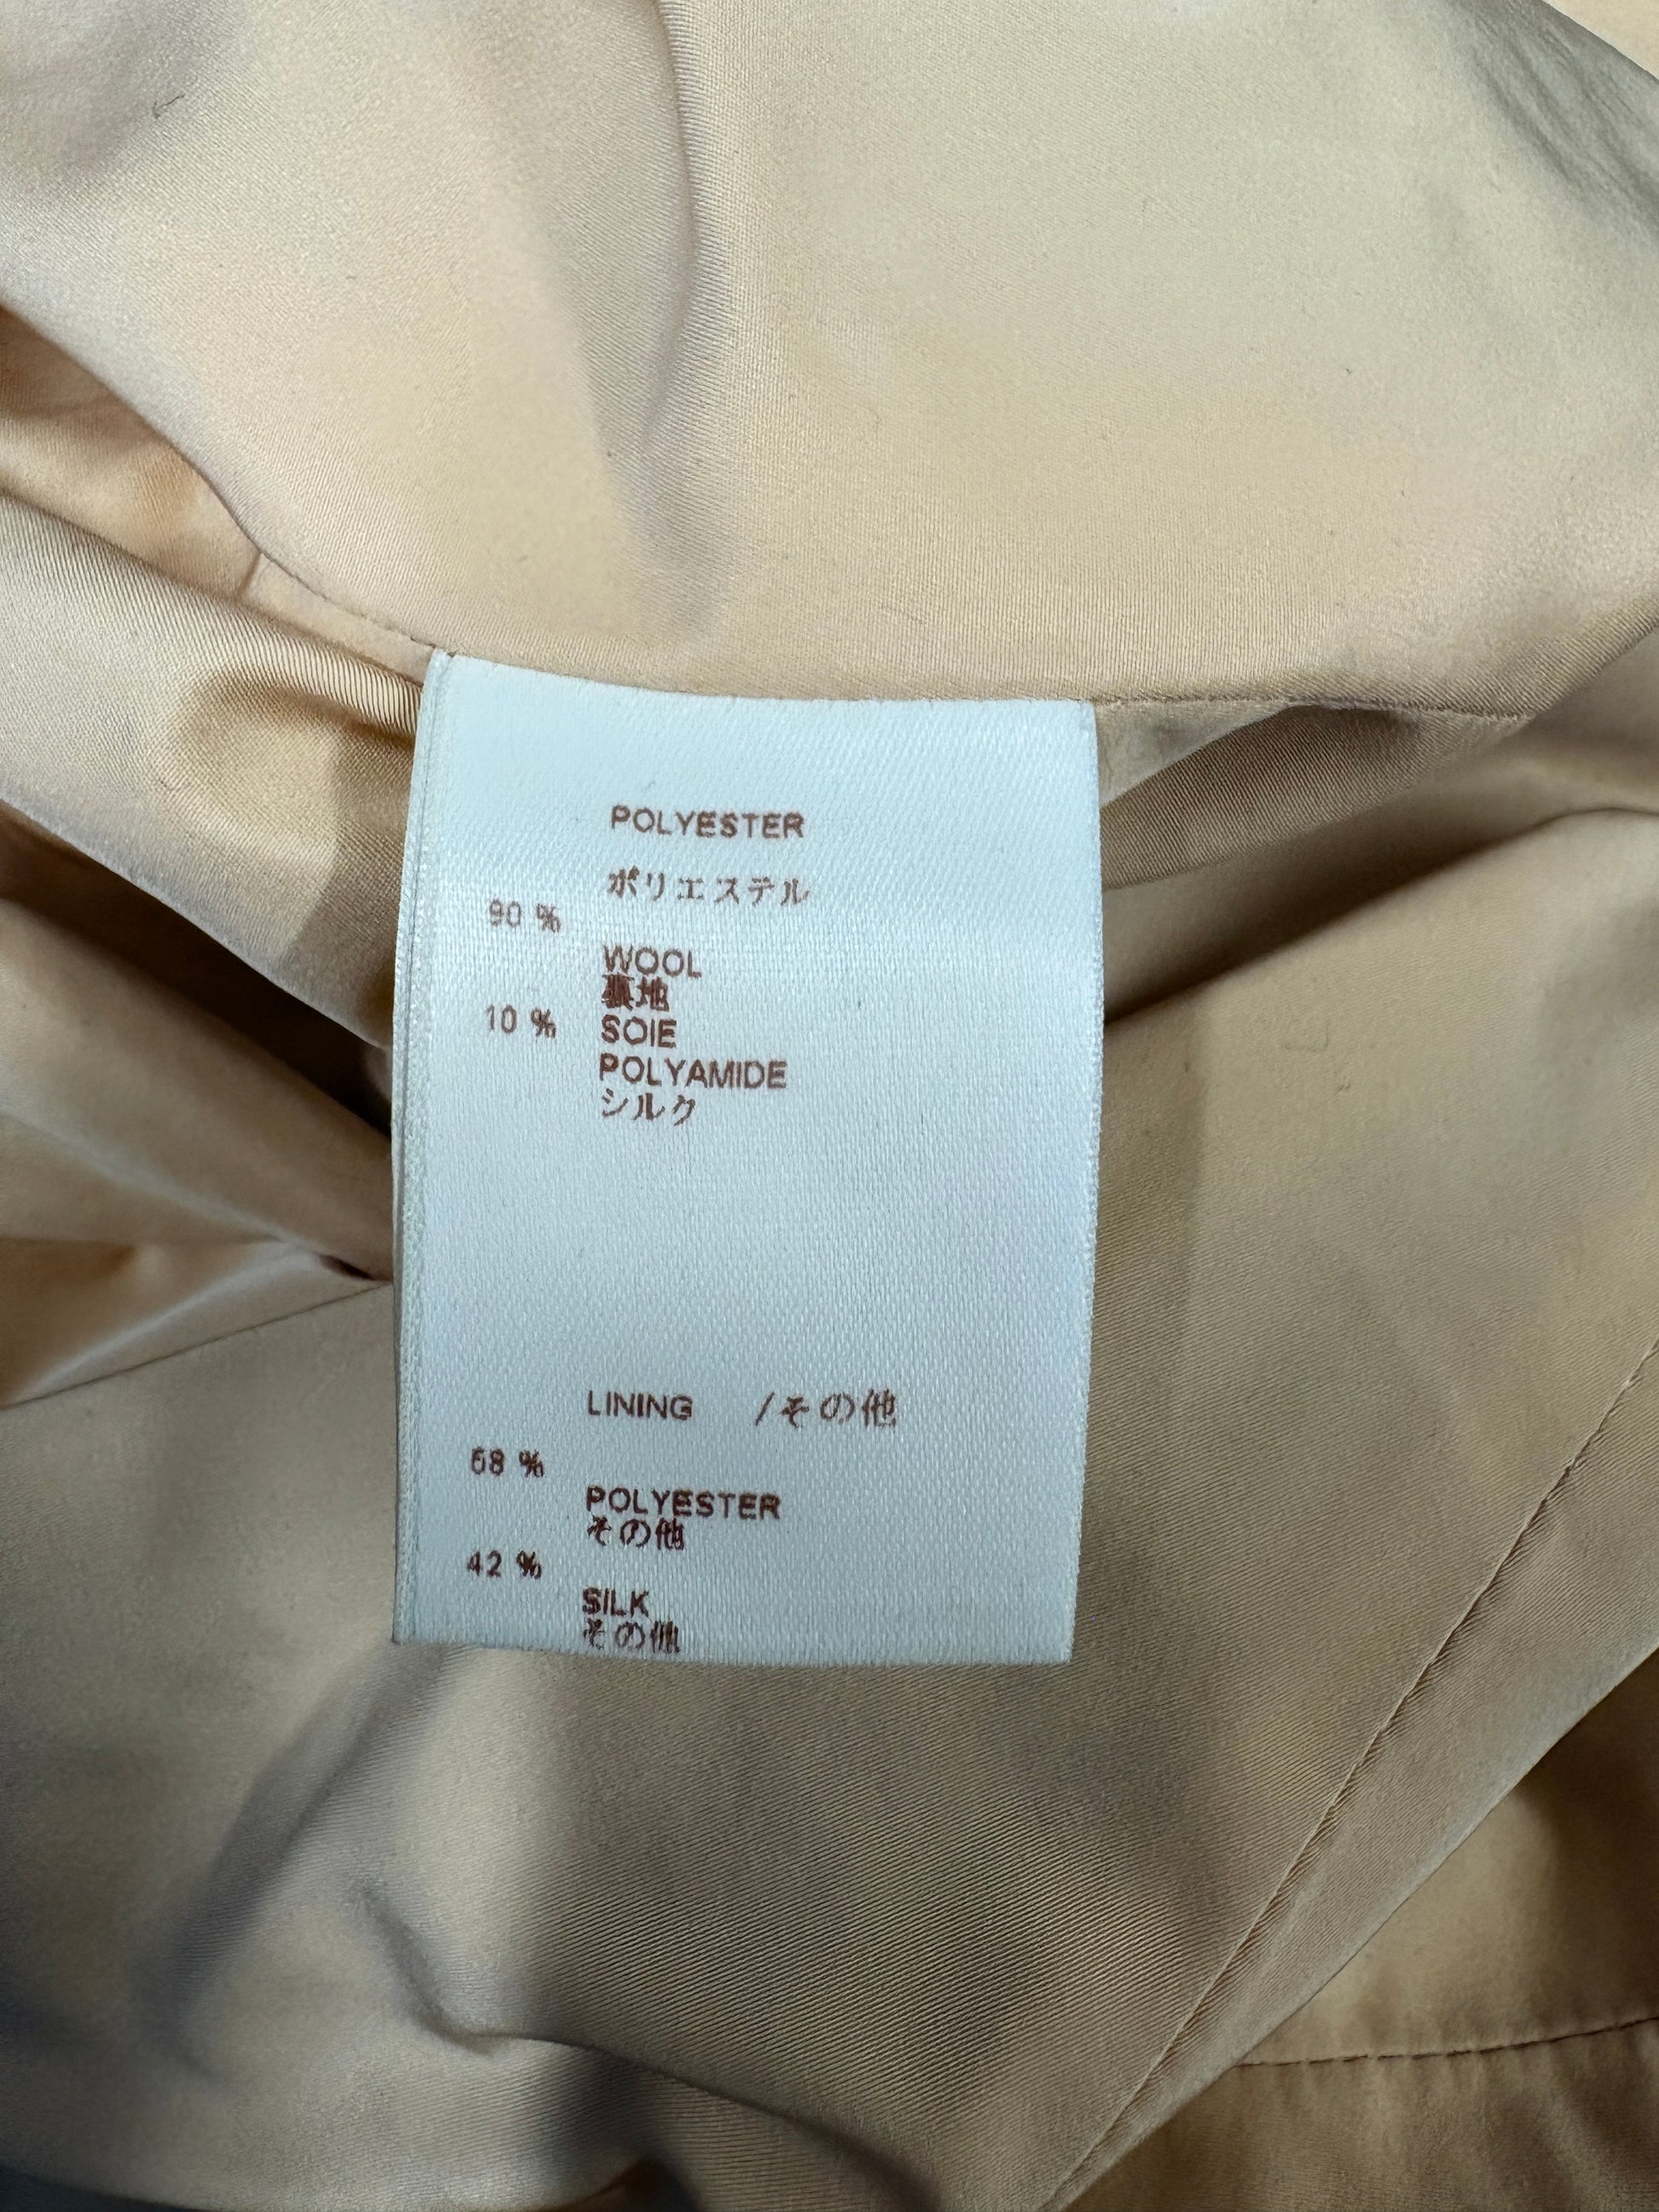 POLYESTER
ポリエステル
90 %
WOOL
裏地
10 %
SOIE
POLYAMIDE
シルク
LINING /その他
58 %
POLYESTER
その他
42 %
SILK
その他